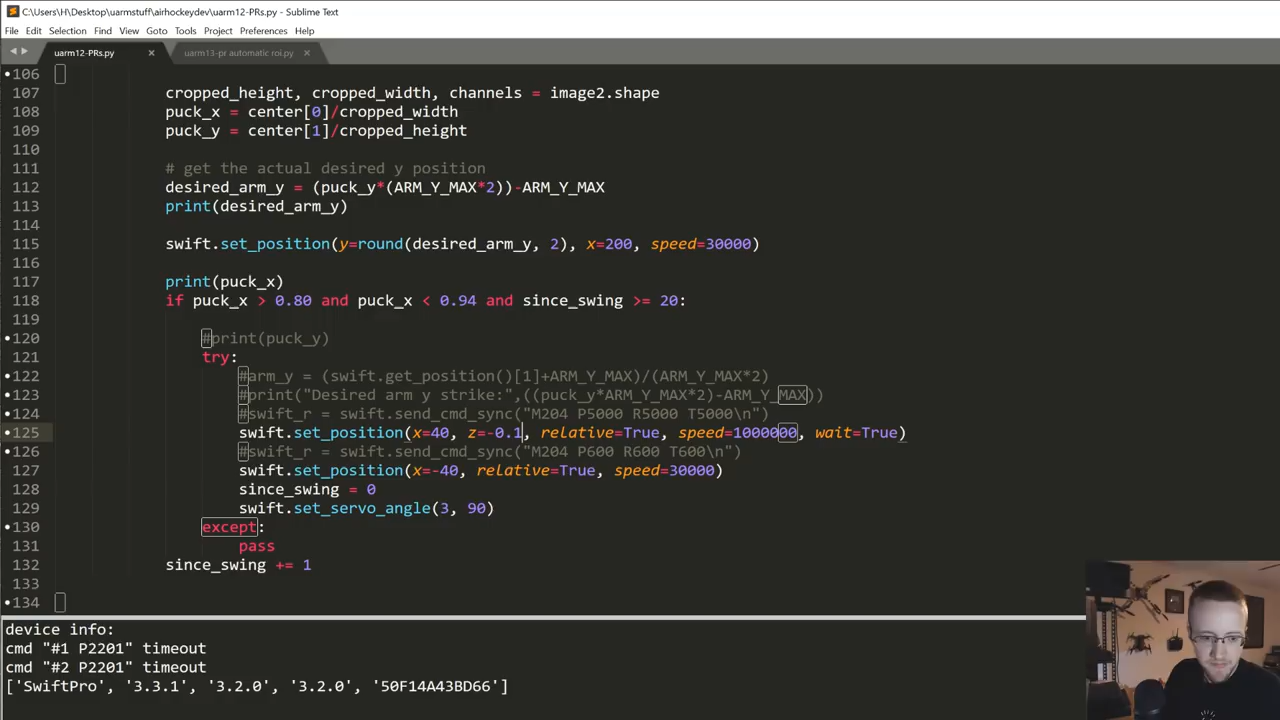 C:\Users\H\Desktop\uarmstuff\airhockeydev\uarm12-PRs.py - Sublime Text
File Edit Selection Find View Goto Tools Project Preferences Help
uarm12-PRs.py × uarm13-pr automatic roi.py ×
106
107 cropped_height, cropped_width, channels = image2.shape
108 puck_x = center[0]/cropped_width
109 puck_y = center[1]/cropped_height
110
111 # get the actual desired y position
112 desired_arm_y = (puck_y*(ARM_Y_MAX*2))-ARM_Y_MAX
113 print(desired_arm_y)
114
115 swift.set_position(y=round(desired_arm_y, 2), x=200, speed=30000)
116
117 print(puck_x)
118 if puck_x > 0.80 and puck_x < 0.94 and since_swing >= 20:
119
120 #print(puck_y)
121 try:
122 #arm_y = (swift.get_position()[1]+ARM_Y_MAX)/(ARM_Y_MAX*2)
123 #print("Desired arm y strike:",((puck_y*ARM_Y_MAX*2)-ARM_Y_MAX))
124 #swift_r = swift.send_cmd_sync("M204 P5000 R5000 T5000\n")
125 swift.set_position(x=40, z=-0.1, relative=True, speed=1000000, wait=True)
126 #swift_r = swift.send_cmd_sync("M204 P600 R600 T600\n")
127 swift.set_position(x=-40, relative=True, speed=30000)
128 since_swing = 0
129 swift.set_servo_angle(3, 90)
130 except:
131 pass
132 since_swing += 1
133
134
device info:
cmd "#1 P2201" timeout
cmd "#2 P2201" timeout
['SwiftPro', '3.3.1', '3.2.0', '3.2.0', '50F14A43BD66']